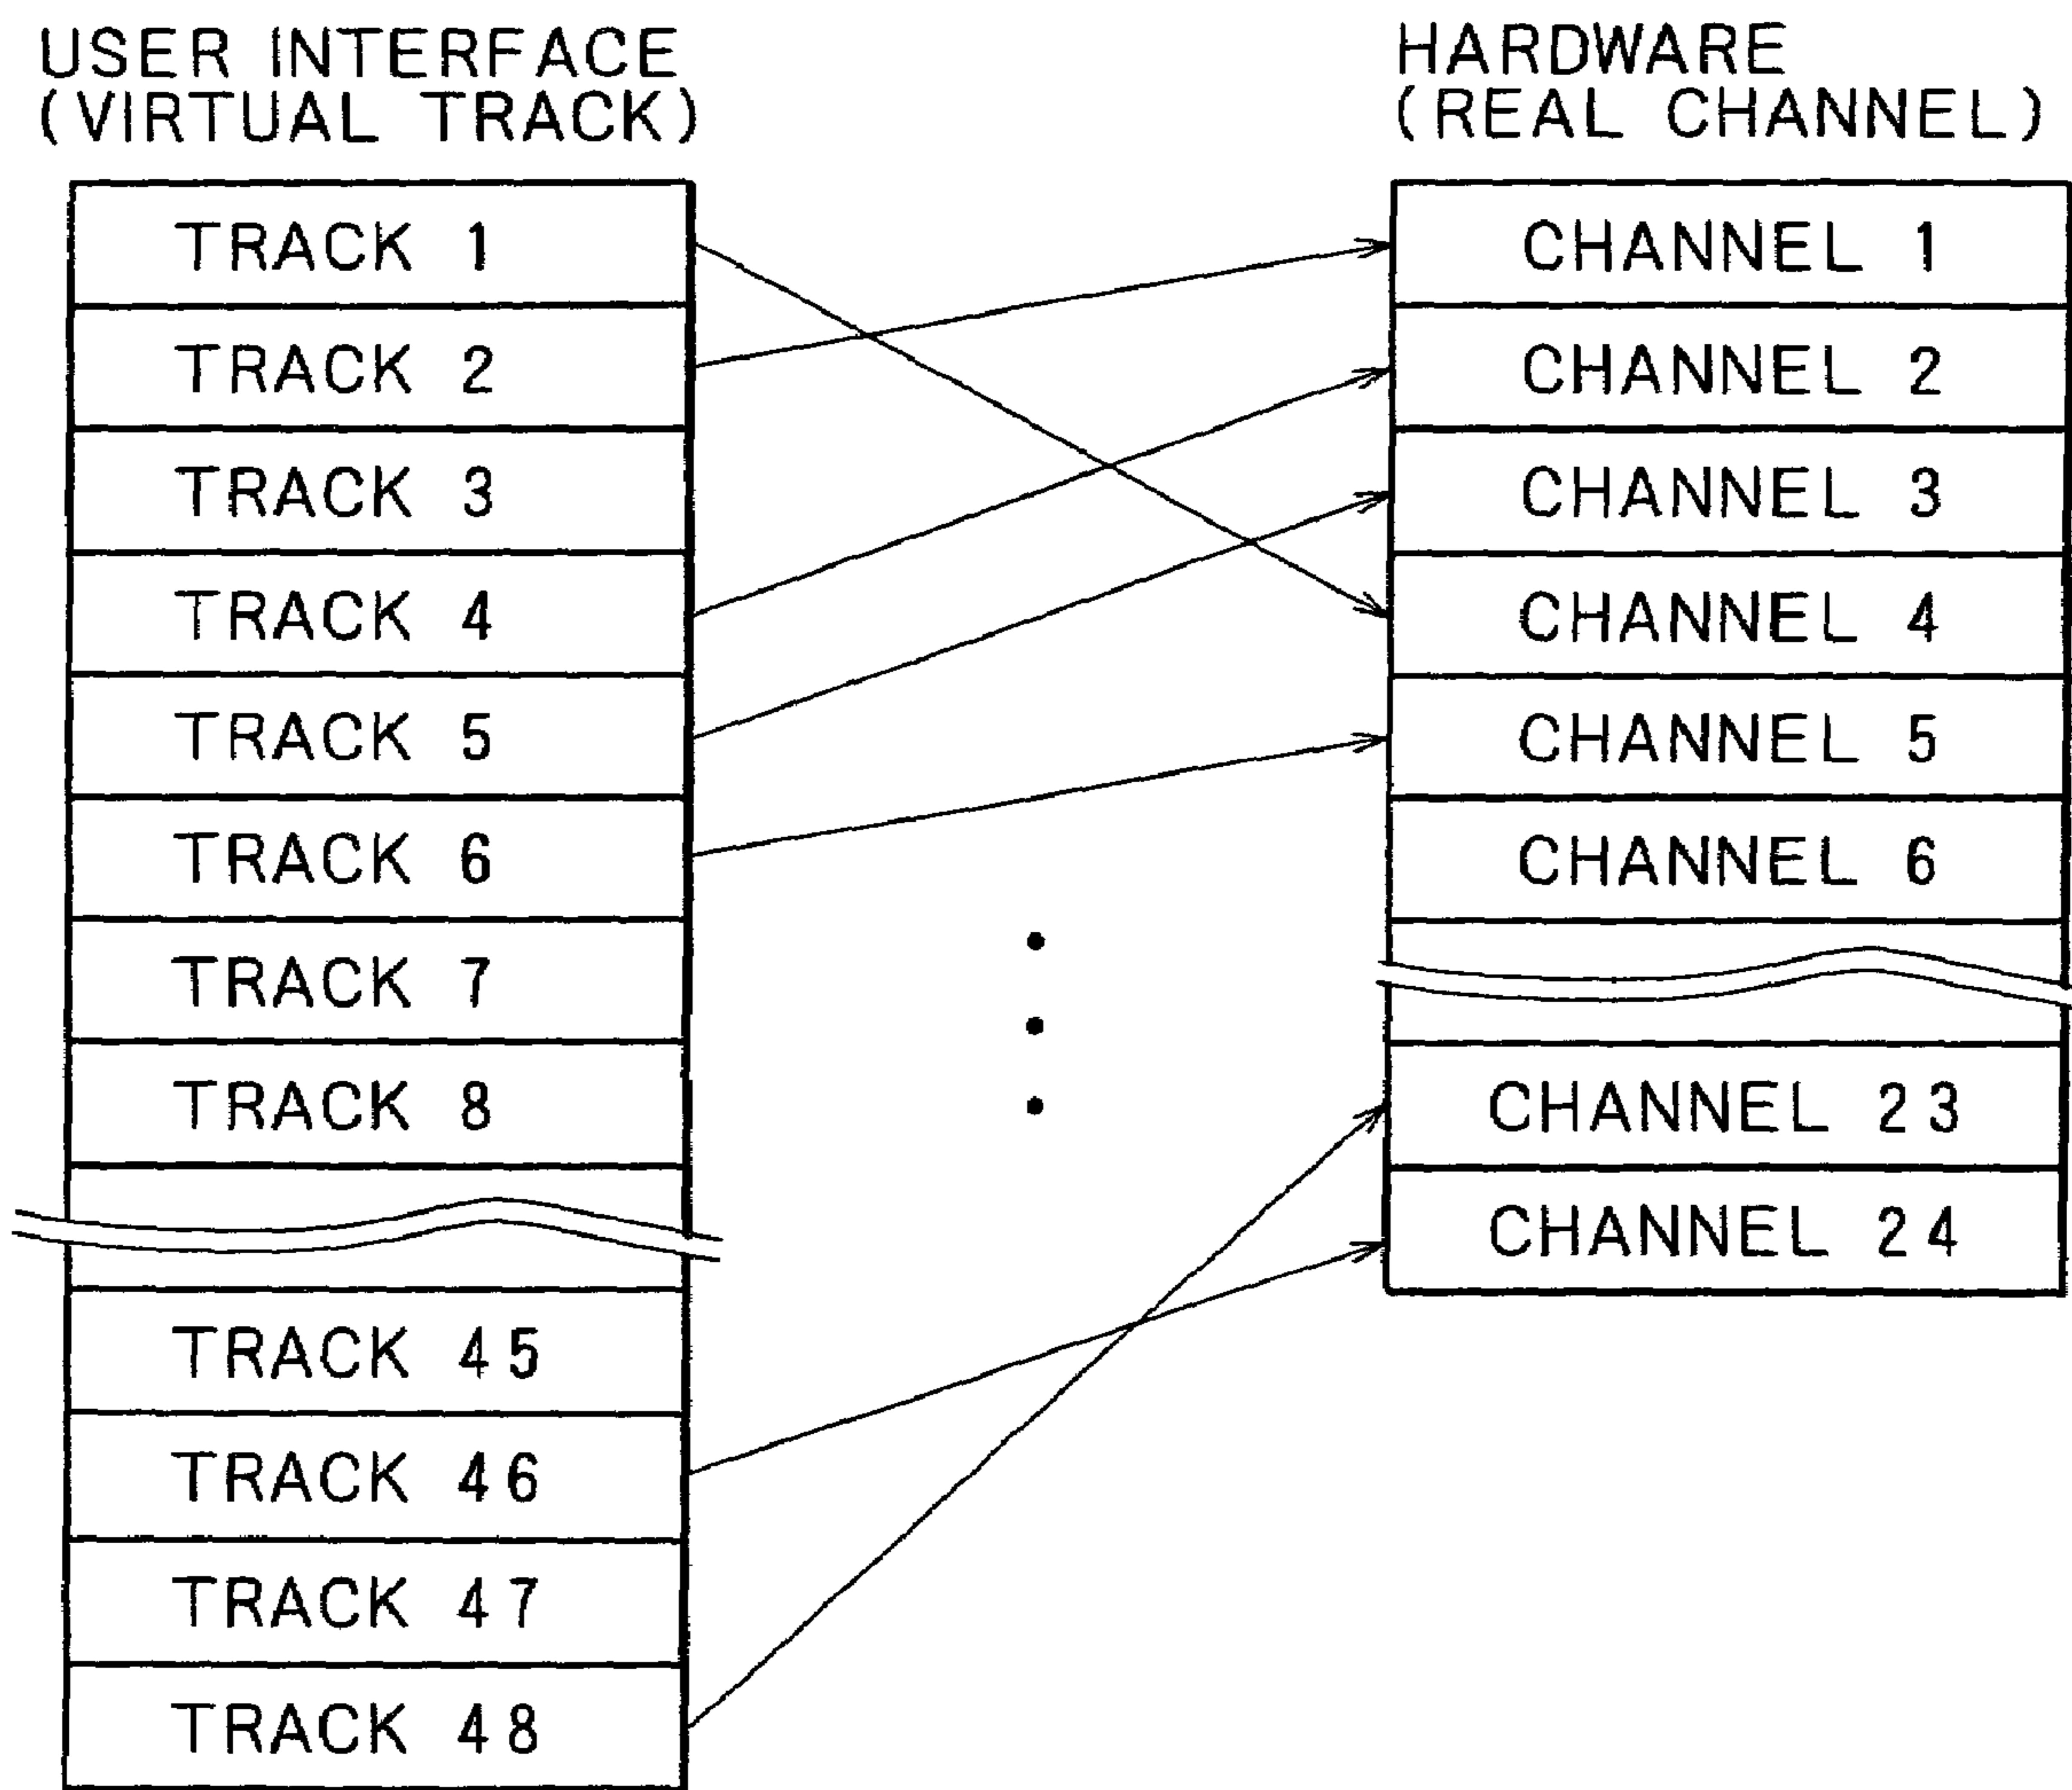 USER INTERFACE
(VIRTUAL TRACK)
TRACK 1
TRACK 2
TRACK 3
TRACK 4
TRACK 5
TRACK 6
TRACK 7
TRACK 8
TRACK 45
TRACK 46
TRACK 47
TRACK 48
HARDWARE
(REAL CHANNEL)
CHANNEL 1
CHANNEL 2
CHANNEL 3
CHANNEL 4
CHANNEL 5
CHANNEL 6
CHANNEL 23
CHANNEL 24